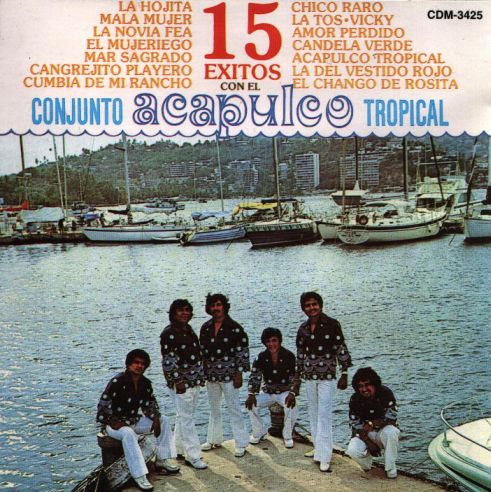 LA HOJITA
MALA MUJER
LA NOVIA FEA
EL MUJERIEGO
MAR SAGRADO
CANGREJITO PLAYERO
CUMBIA DE MI RANCHO
15
EXITOS
CON EL
CHICO RARO
LA TOS • VICKY
AMOR PERDIDO
CANDELA VERDE
ACAPULCO TROPICAL
LA DEL VESTIDO ROJO
EL CHANGO DE ROSITA
CDM-3425
CONJUNTO acapulco TROPICAL